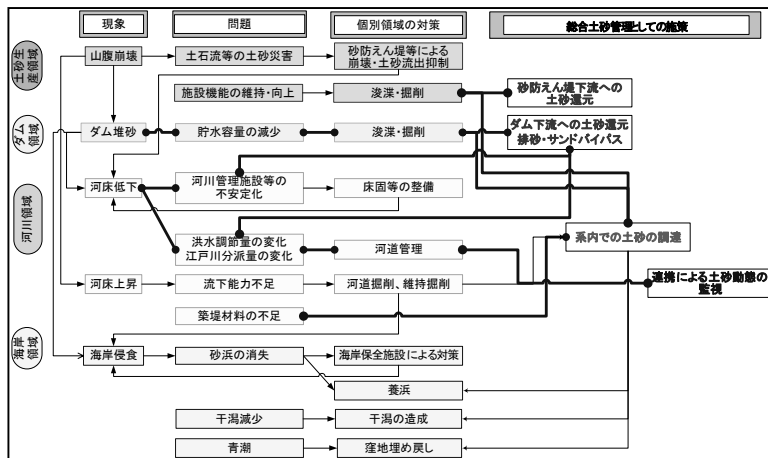 現象
問題
個別領域の対策
総合土砂管理としての施策
土砂生産領域
山腹崩壊
土石流等の土砂災害
砂防えん堤等による
崩壊・土砂流出抑制
施設機能の維持・向上
浚渫・掘削
砂防えん堤下流への
土砂還元
ダム領域
ダム堆砂
貯水容量の減少
浚渫・掘削
ダム下流への土砂還元
排砂・サンドバイパス
河川領域
河床低下
河川管理施設等の
不安定化
床固等の整備
洪水調節量の変化
江戸川分派量の変化
河道管理
系内での土砂の調達
連携による土砂動態の
監視
河床上昇
流下能力不足
河道掘削、維持掘削
築堤材料の不足
海岸領域
海岸侵食
砂浜の消失
海岸保全施設による対策
養浜
干潟減少
干潟の造成
青潮
窪地埋め戻し